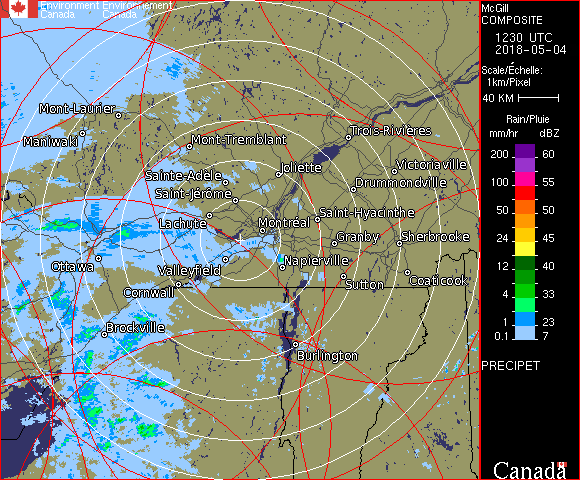 Environment Environnement
Canada Canada
McGill
COMPOSITE
1230 UTC
2018-05-04
Scale/Échelle:
1km/Pixel
40 KM
Rain/Pluie
mm/hr dBZ
200 60
100 55
50 50
24 45
12 40
8 35
4 30
1 23
0.1 7
PRECIPET
Canada
Mont-Laurier
Maniwaki
Mont-Tremblant
Trois-Rivières
Sainte-Adèle
Joliette
Victoriaville
Saint-Jérôme
Drummondville
Lachute
Montréal
Saint-Hyacinthe
Granby
Sherbrooke
Ottawa
Valleyfield
Napierville
Cornwall
Sutton
Coaticook
Brockville
Burlington